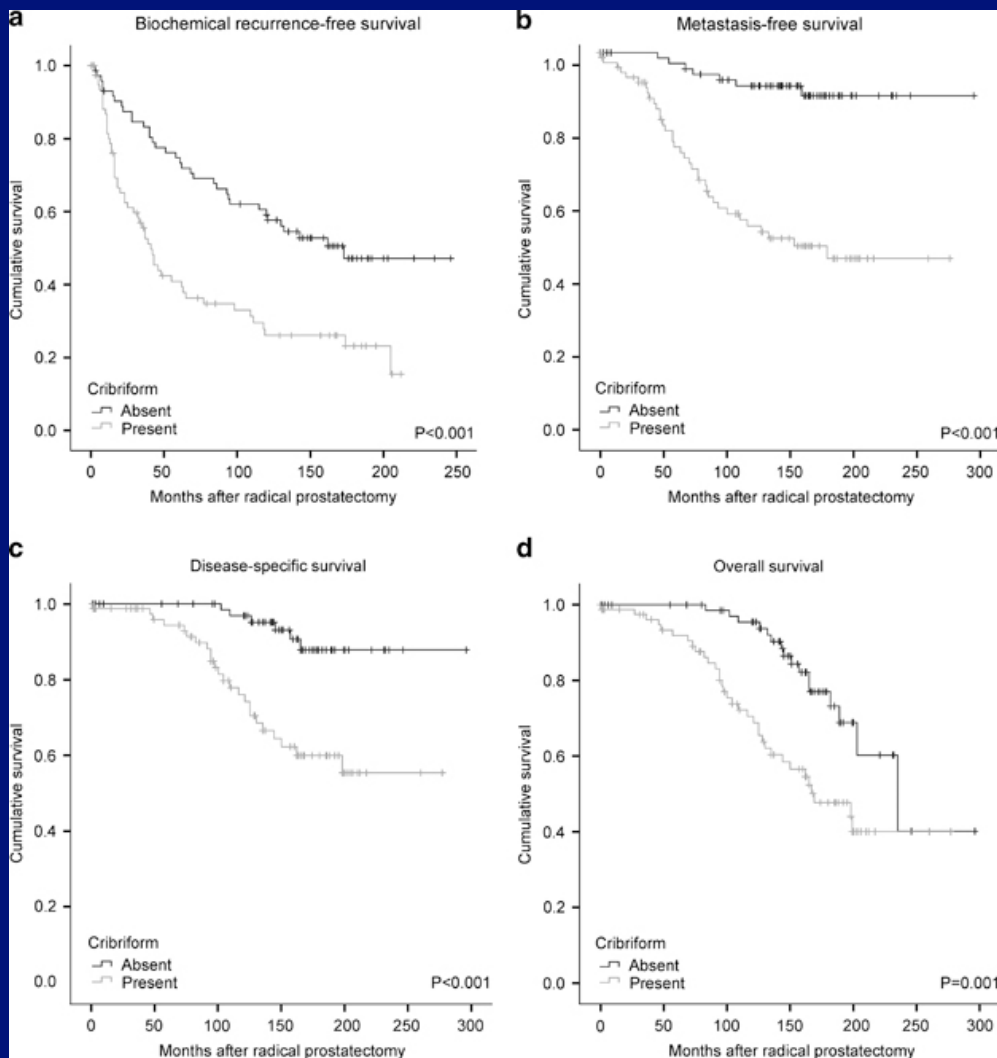 a
Biochemical recurrence-free survival
1.0
0.8
0.6
0.4
0.2
0.0
Cumulative survival
Cribriform
Absent
Present
P<0.001
0 50 100 150 200 250
Months after radical prostatectomy
b
Metastasis-free survival
1.0
0.8
0.6
0.4
0.2
0.0
Cumulative survival
Cribriform
Absent
Present
P<0.001
0 50 100 150 200 250 300
Months after radical prostatectomy
c
Disease-specific survival
1.0
0.8
0.6
0.4
0.2
0.0
Cumulative survival
Cribriform
Absent
Present
P<0.001
0 50 100 150 200 250 300
Months after radical prostatectomy
d
Overall survival
1.0
0.8
0.6
0.4
0.2
0.0
Cumulative survival
Cribriform
Absent
Present
P=0.001
0 50 100 150 200 250 300
Months after radical prostatectomy